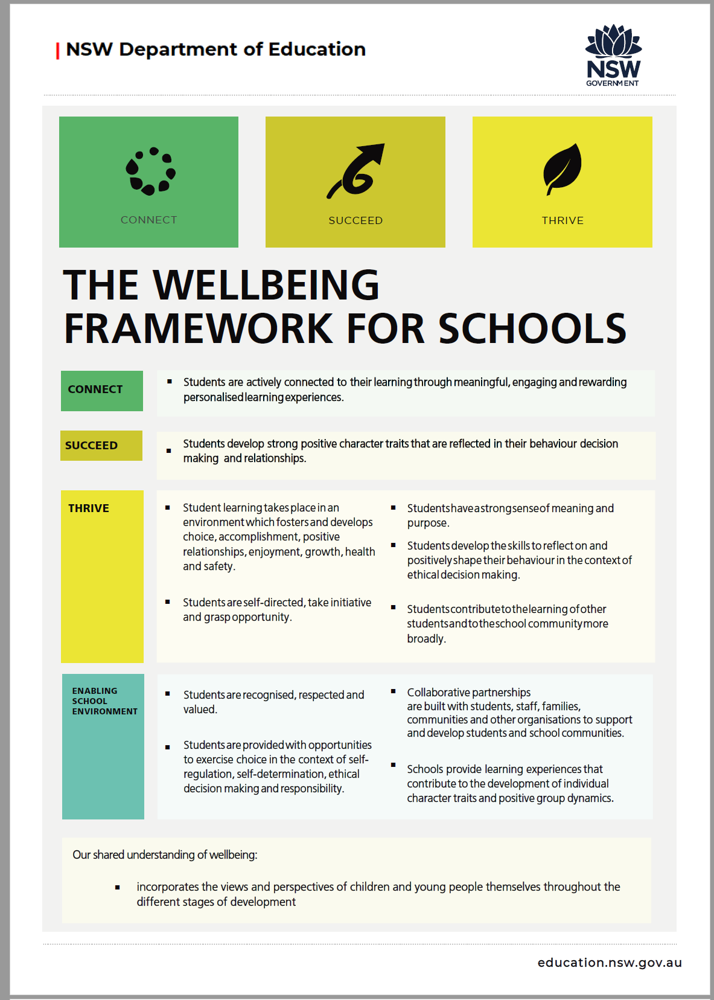 | NSW Department of Education
NSW
GOVERNMENT
CONNECT
SUCCEED
THRIVE
THE WELLBEING
FRAMEWORK FOR SCHOOLS
CONNECT
▪ Students are actively connected to their learning through meaningful, engaging and rewarding
personalised learning experiences.
SUCCEED
▪ Students develop strong positive character traits that are reflected in their behaviour decision
making and relationships.
THRIVE
▪ Student learning takes place in an
environment which fosters and develops
choice, accomplishment, positive
relationships, enjoyment, growth, health
and safety.
▪ Students are self-directed, take initiative
and grasp opportunity.
▪ Students have a strong sense of meaning and
purpose.
▪ Students develop the skills to reflect on and
positively shape their behaviour in the context of
ethical decision making.
▪ Students contribute to the learning of other
students and to the school community more
broadly.
ENABLING
SCHOOL
ENVIRONMENT
▪ Students are recognised, respected and
valued.
▪ Students are provided with opportunities
to exercise choice in the context of self-
regulation, self-determination, ethical
decision making and responsibility.
▪ Collaborative partnerships
are built with students, staff, families,
communities and other organisations to support
and develop students and school communities.
▪ Schools provide learning experiences that
contribute to the development of individual
character traits and positive group dynamics.
Our shared understanding of wellbeing:
▪ incorporates the views and perspectives of children and young people themselves throughout the
different stages of development
education.nsw.gov.au